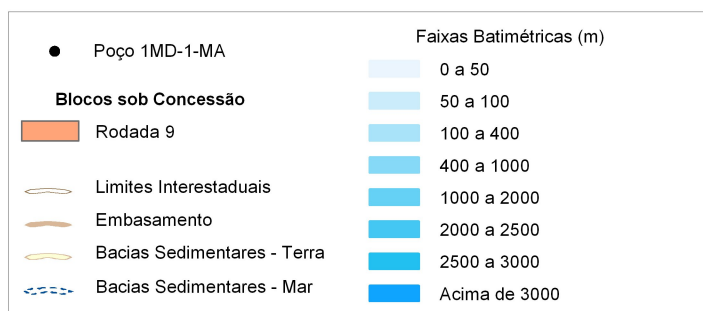 Poço 1MD-1-MA
Blocos sob Concessão
Rodada 9
Limites Interestaduais
Embasamento
Bacias Sedimentares - Terra
Bacias Sedimentares - Mar
Faixas Batimétricas (m)
0 a 50
50 a 100
100 a 400
400 a 1000
1000 a 2000
2000 a 2500
2500 a 3000
Acima de 3000